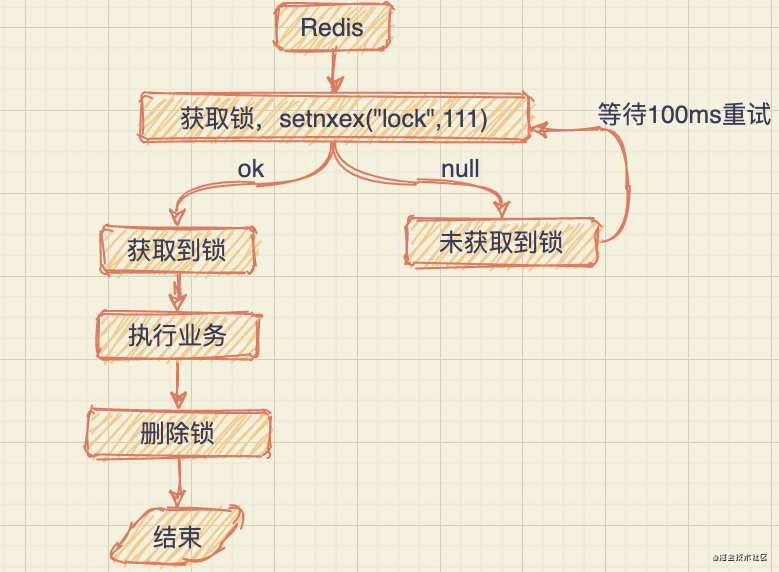 Redis
获取锁，setnxex("lock",111)
等待100ms重试
ok
null
获取到锁
未获取到锁
执行业务
删除锁
结束
@掘金技术社区